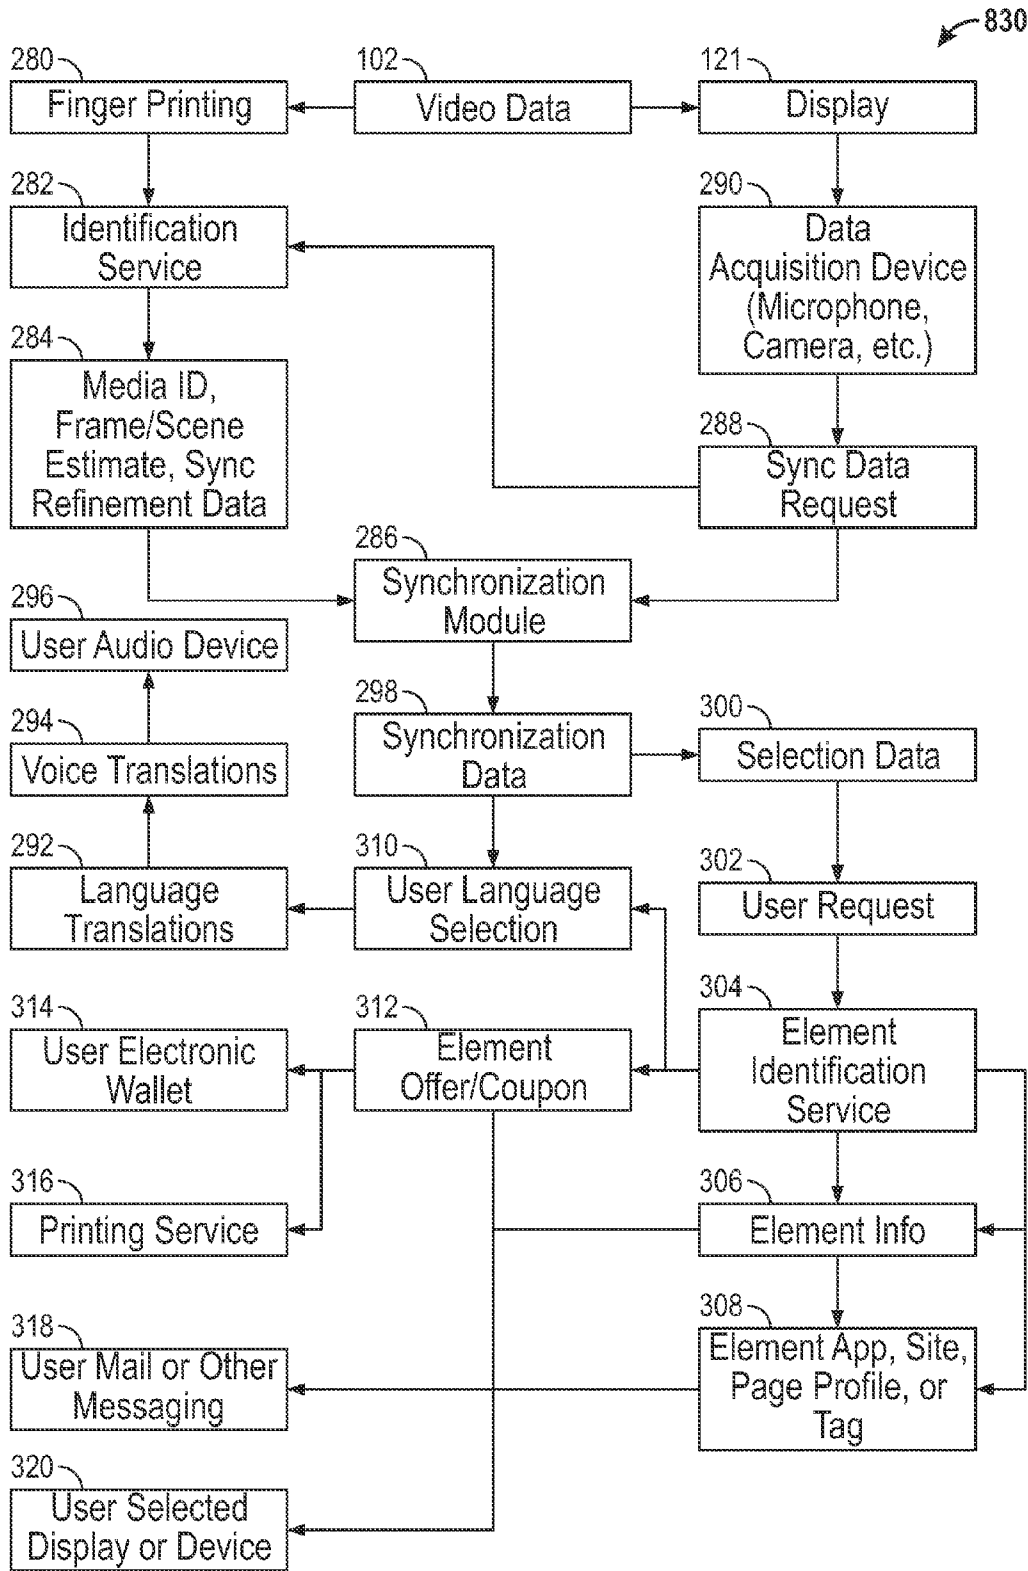 830
280
102
121
Finger Printing
Video Data
Display
282
290
Identification
Service
Data
Acquisition Device
(Microphone,
Camera, etc.)
284
Media ID,
Frame/Scene
Estimate, Sync
Refinement Data
288
Sync Data
Request
286
Synchronization
Module
296
User Audio Device
298
Synchronization
Data
300
Selection Data
294
Voice Translations
292
Language
Translations
310
User Language
Selection
302
User Request
314
User Electronic
Wallet
312
Element
Offer/Coupon
304
Element
Identification
Service
316
Printing Service
306
Element Info
318
User Mail or Other
Messaging
308
Element App, Site,
Page Profile, or
Tag
320
User Selected
Display or Device